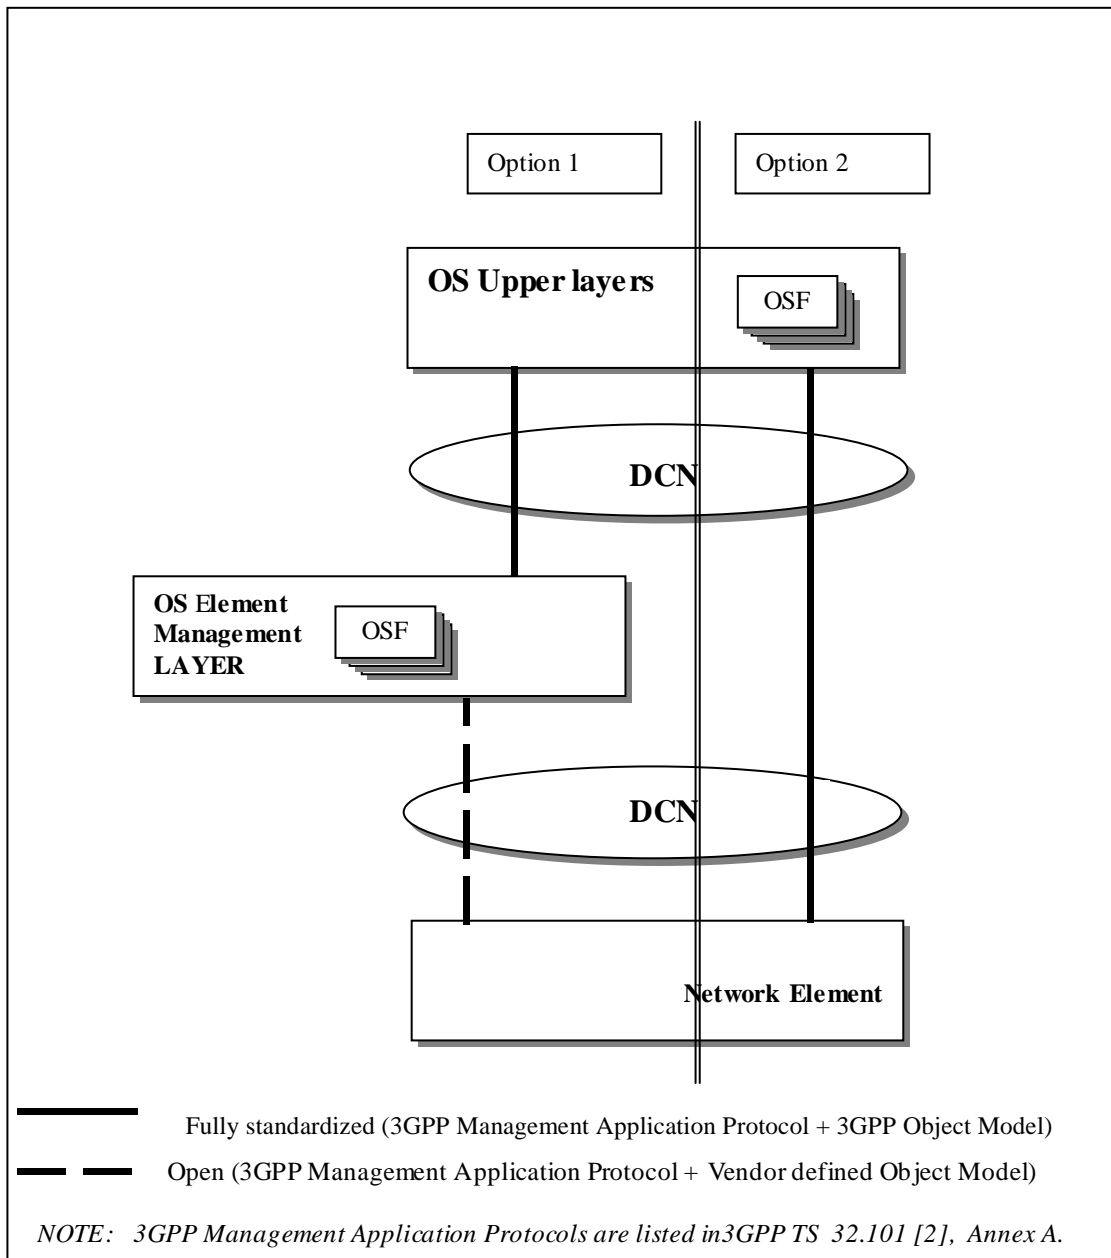 Option 1
Option 2
OS Upper layers
OSF
DCN
OS Element
Management
LAYER
OSF
DCN
Network Element
Fully standardized (3GPP Management Application Protocol + 3GPP Object Model)
Open (3GPP Management Application Protocol + Vendor defined Object Model)
NOTE: 3GPP Management Application Protocols are listed in3GPP TS 32.101 [2], Annex A.